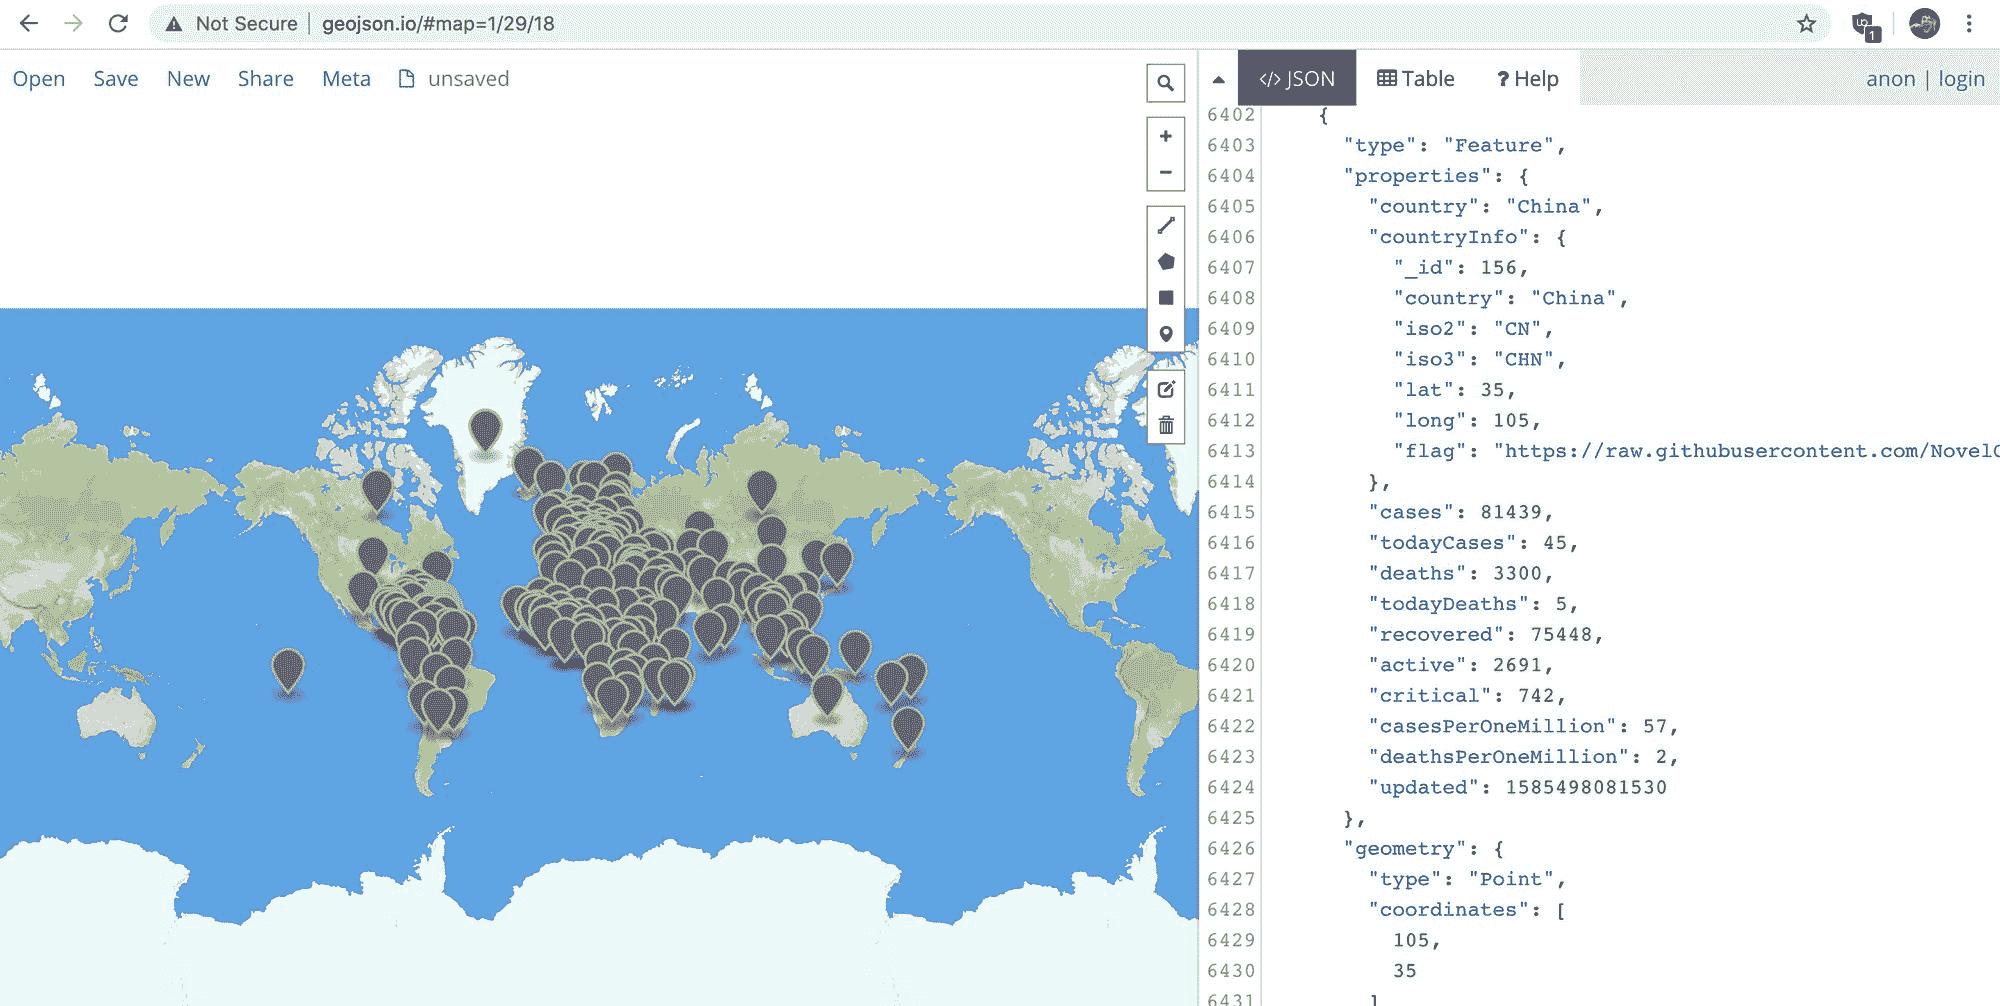 Not Secure | geojson.io/#map=1/29/18
1
Open Save New Share Meta unsaved
</> JSON Table ? Help anon | login
6402 {
6403 "type": "Feature",
6404 "properties": {
6405 "country": "China",
6406 "countryInfo": {
6407 "_id": 156,
6408 "country": "China",
6409 "iso2": "CN",
6410 "iso3": "CHN",
6411 "lat": 35,
6412 "long": 105,
6413 "flag": "https://raw.githubusercontent.com/NovelC
6414 },
6415 "cases": 81439,
6416 "todayCases": 45,
6417 "deaths": 3300,
6418 "todayDeaths": 5,
6419 "recovered": 75448,
6420 "active": 2691,
6421 "critical": 742,
6422 "casesPerOneMillion": 57,
6423 "deathsPerOneMillion": 2,
6424 "updated": 1585498081530
6425 },
6426 "geometry": {
6427 "type": "Point",
6428 "coordinates": [
6429 105,
6430 35
6431 ]